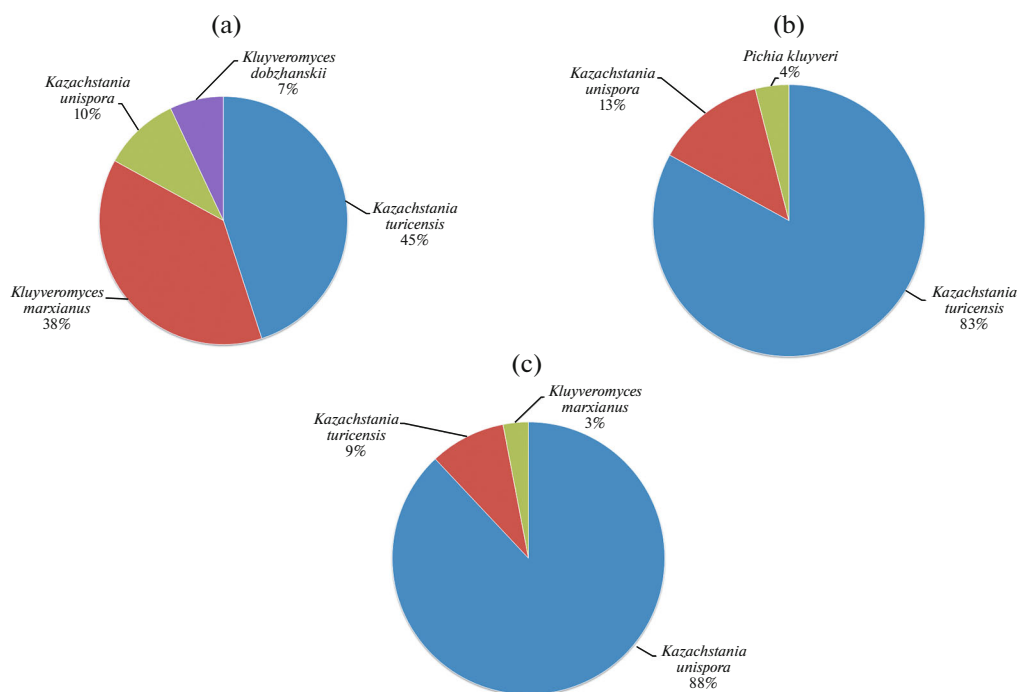 (a)
Kluyveromyces
dobzhanskii
7%
Kazachstania
unispora
10%
Kazachstania
turicensis
45%
Kluyveromyces
marxianus
38%
(b)
Pichia kluyveri
4%
Kazachstania
unispora
13%
Kazachstania
turicensis
83%
(c)
Kluyveromyces
marxianus
3%
Kazachstania
turicensis
9%
Kazachstania
unispora
88%